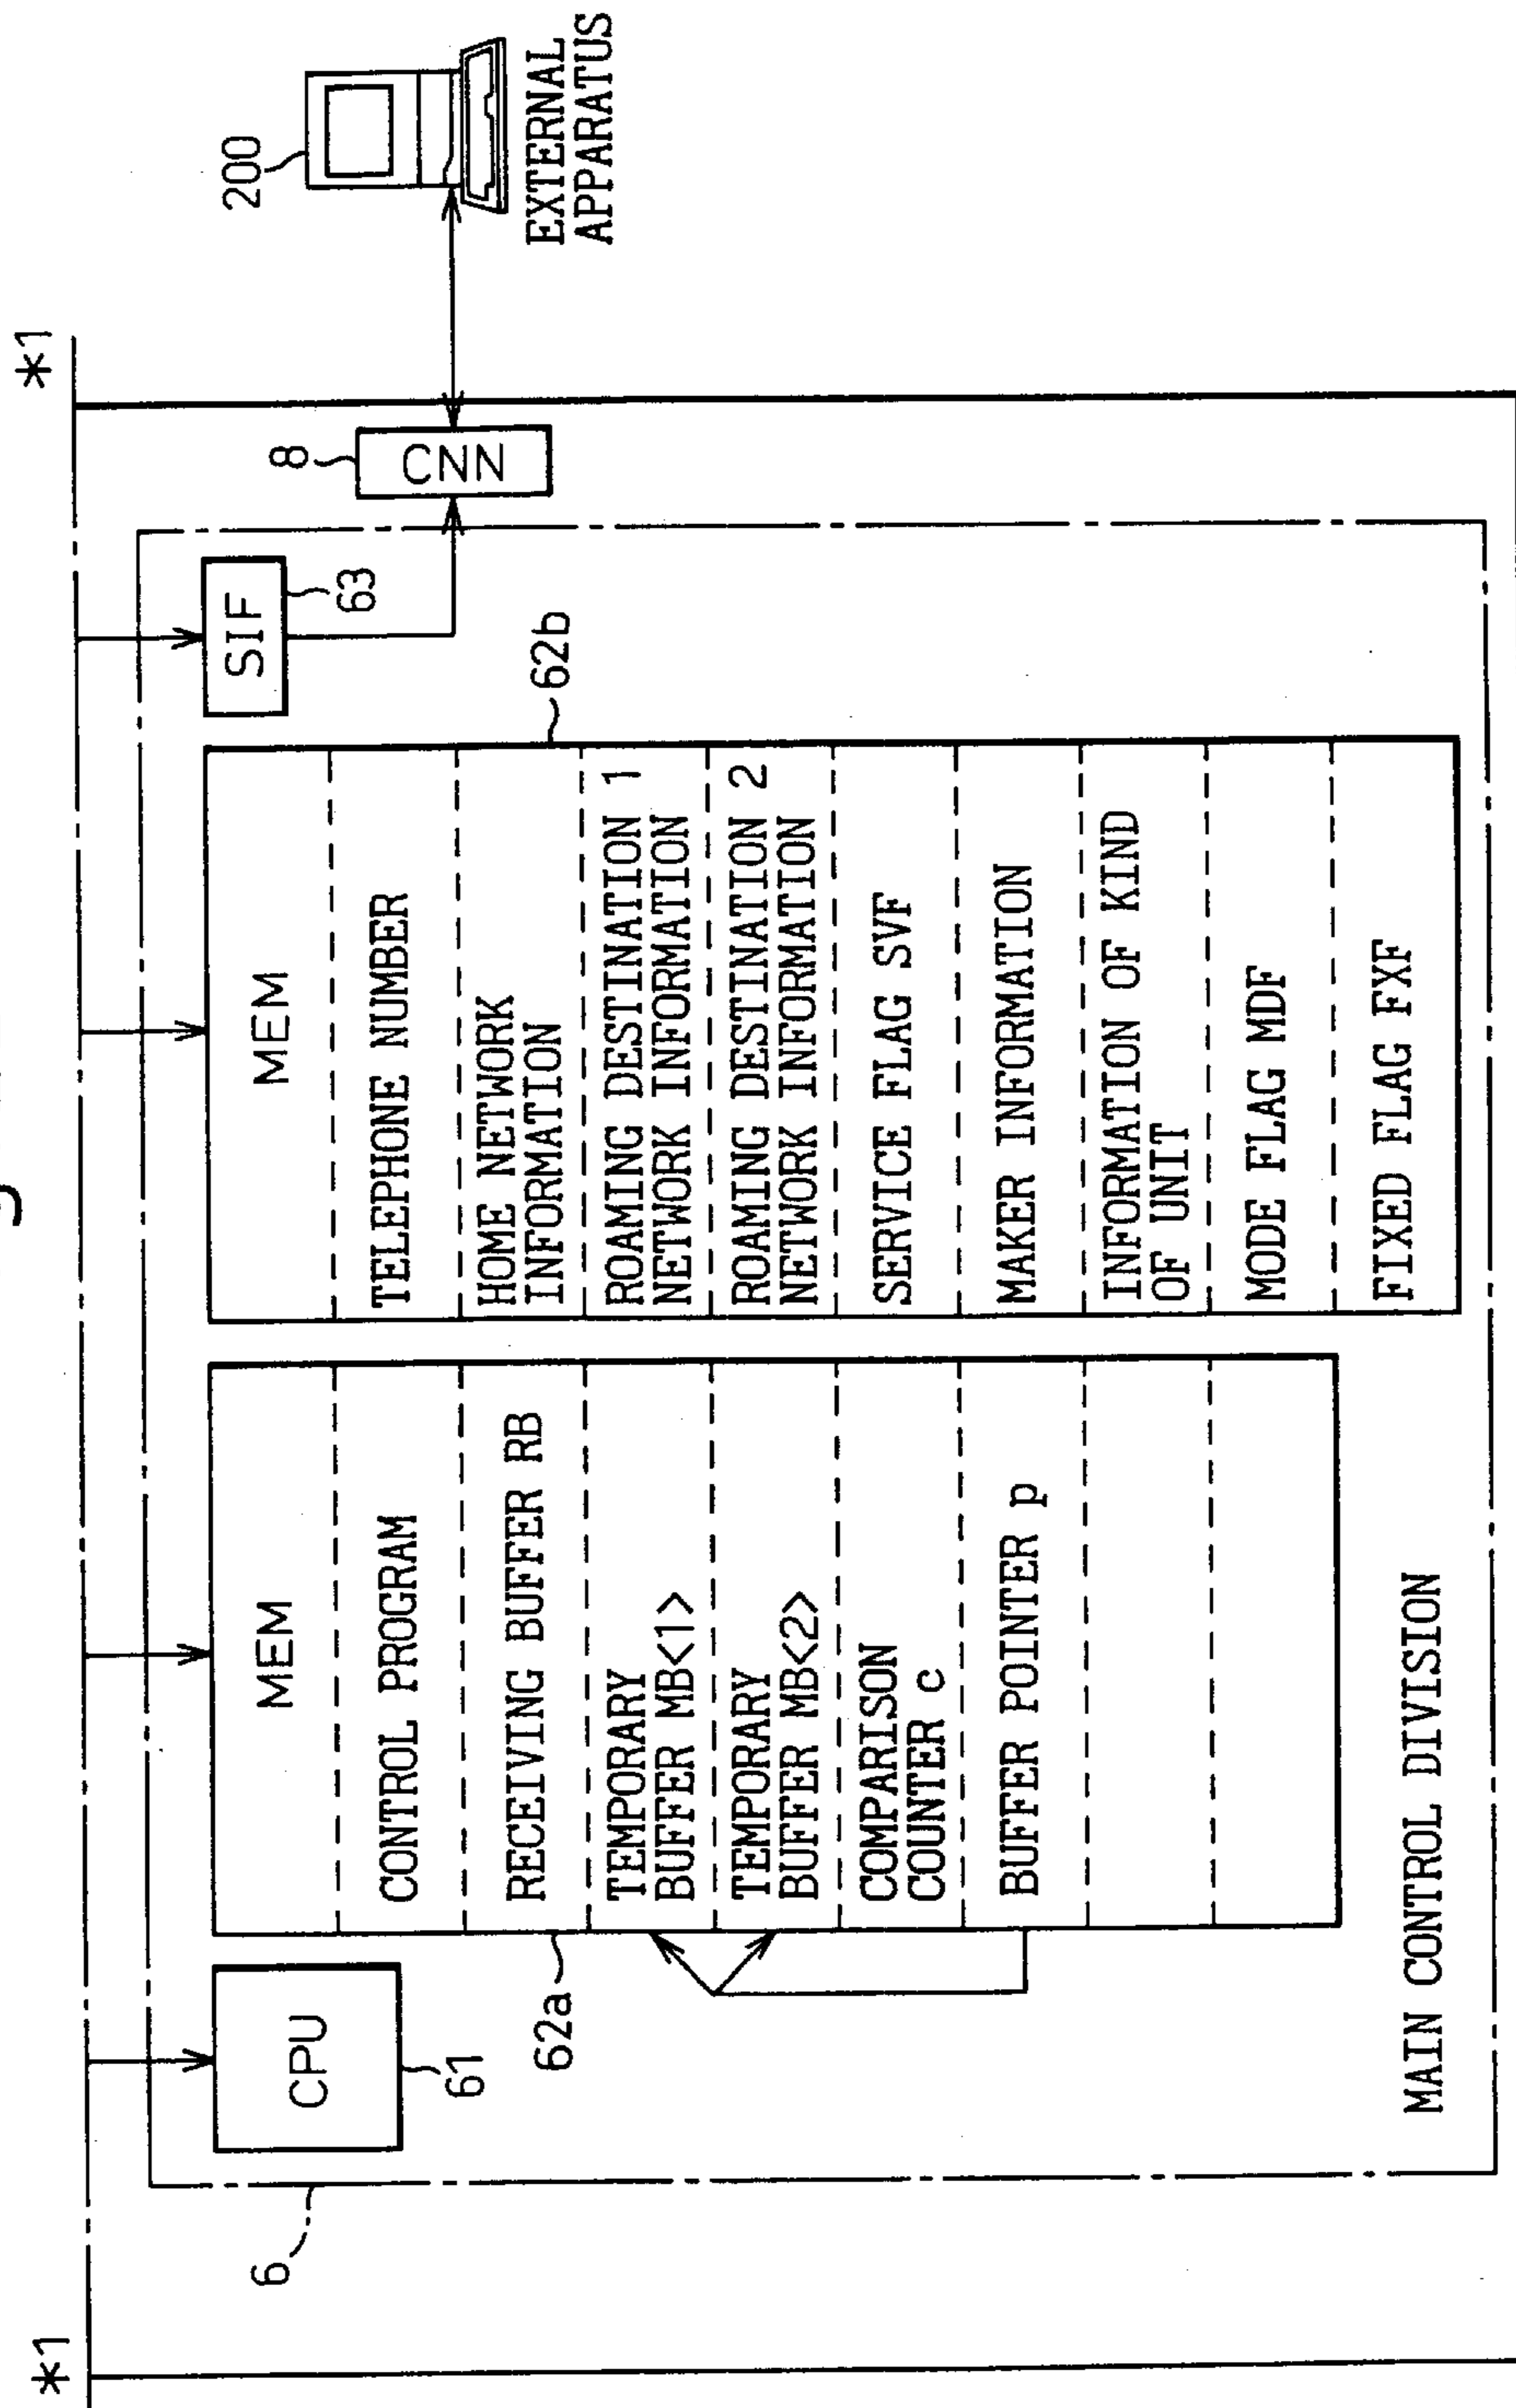 *1
*1
6
CPU
61
62a
MEM
CONTROL PROGRAM
RECEIVING BUFFER RB
TEMPORARY
BUFFER MB<1>
TEMPORARY
BUFFER MB<2>
COMPARISON
COUNTER c
BUFFER POINTER p
62b
MEM
TELEPHONE NUMBER
HOME NETWORK
INFORMATION
ROAMING DESTINATION 1
NETWORK INFORMATION
ROAMING DESTINATION 2
NETWORK INFORMATION
SERVICE FLAG SVF
MAKER INFORMATION
INFORMATION OF KIND
OF UNIT
MODE FLAG MDF
FIXED FLAG FXF
SIF
63
8
CNN
200
EXTERNAL
APPARATUS
MAIN CONTROL DIVISION